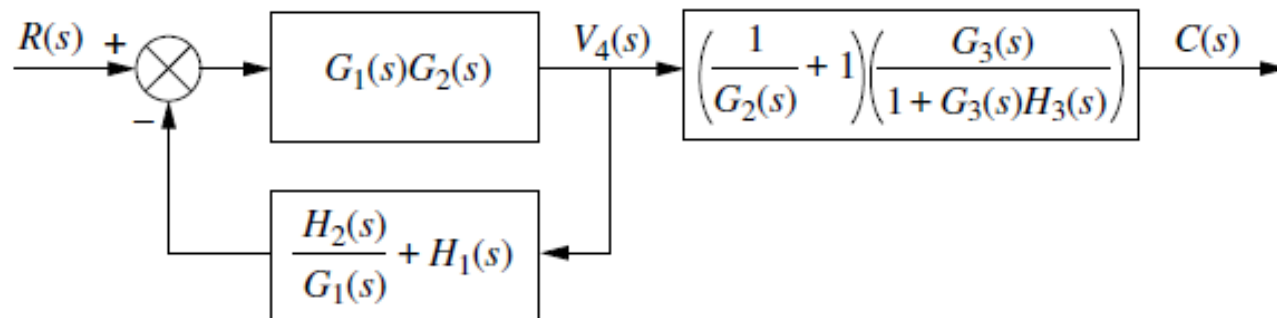 R(s) + −
G₁(s)G₂(s)
V₄(s)
(1/G₂(s) + 1)(G₃(s)/(1 + G₃(s)H₃(s)))
C(s)
H₂(s)/G₁(s) + H₁(s)